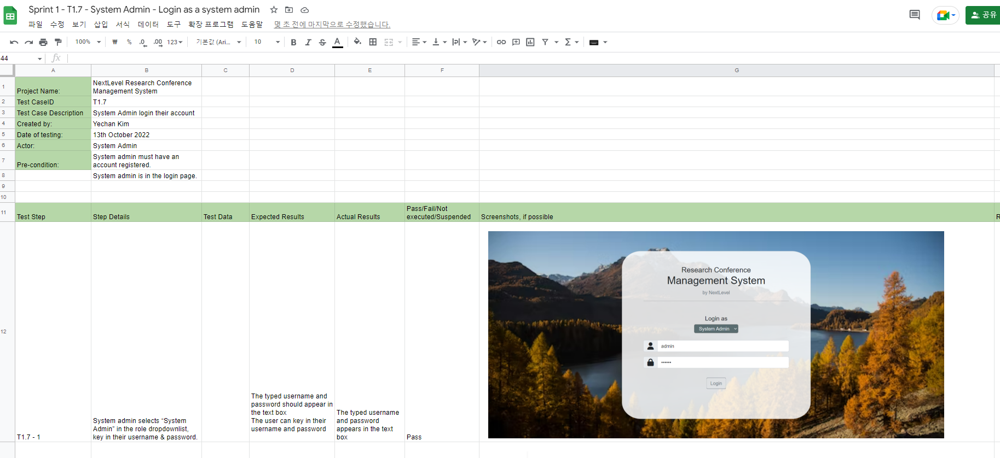 Sprint 1 - T1.7 - System Admin - Login as a system admin
파일 수정 보기 삽입 서식 데이터 도구 확장 프로그램 도움말 몇 초 전에 마지막으로 수정했습니다.
공유
100% ₩ % .0 .00 123 기본값 (Ari... 10 B I S A
44 fx
A B C D E F G
1 Project Name: NextLevel Research Conference
Management System
2 Test CaseID T1.7
3 Test Case Description System Admin login their account
4 Created by: Yechan Kim
5 Date of testing: 13th October 2022
6 Actor: System Admin
7 Pre-condition: System admin must have an
account registered.
8 System admin is in the login page.
9
10
11 Test Step Step Details Test Data Expected Results Actual Results Pass/Fail/Not
executed/Suspended Screenshots, if possible R
Research Conference
Management System
by NextLevel
Login as
System Admin
admin
••••••
Login
12
T1.7 - 1
System admin selects “System
Admin” in the role dropdownlist,
key in their username & password.
The typed username and
password should appear in
the text box
The user can key in their
username and password
The typed username
and password
appears in the text
box
Pass